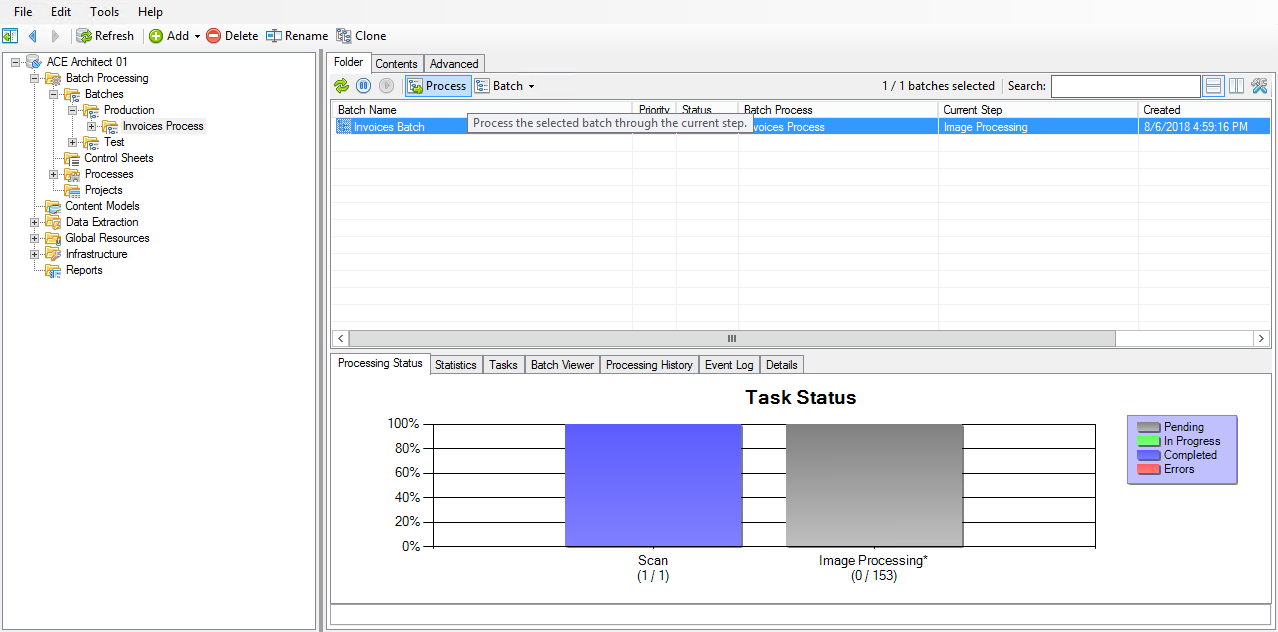 File Edit Tools Help
Refresh Add Delete Rename Clone
ACE Architect 01
Batch Processing
Batches
Production
Invoices Process
Test
Control Sheets
Processes
Projects
Content Models
Data Extraction
Global Resources
Infrastructure
Reports
Folder Contents Advanced
Process Batch 1 / 1 batches selected Search:
Batch Name Priority Status Batch Process Current Step Created
Invoices Batch voices Process Image Processing 8/6/2018 4:59:16 PM
Process the selected batch through the current step.
Processing Status Statistics Tasks Batch Viewer Processing History Event Log Details
Task Status
100%
80%
60%
40%
20%
0%
Scan
(1 / 1)
Image Processing*
(0 / 153)
Pending
In Progress
Completed
Errors